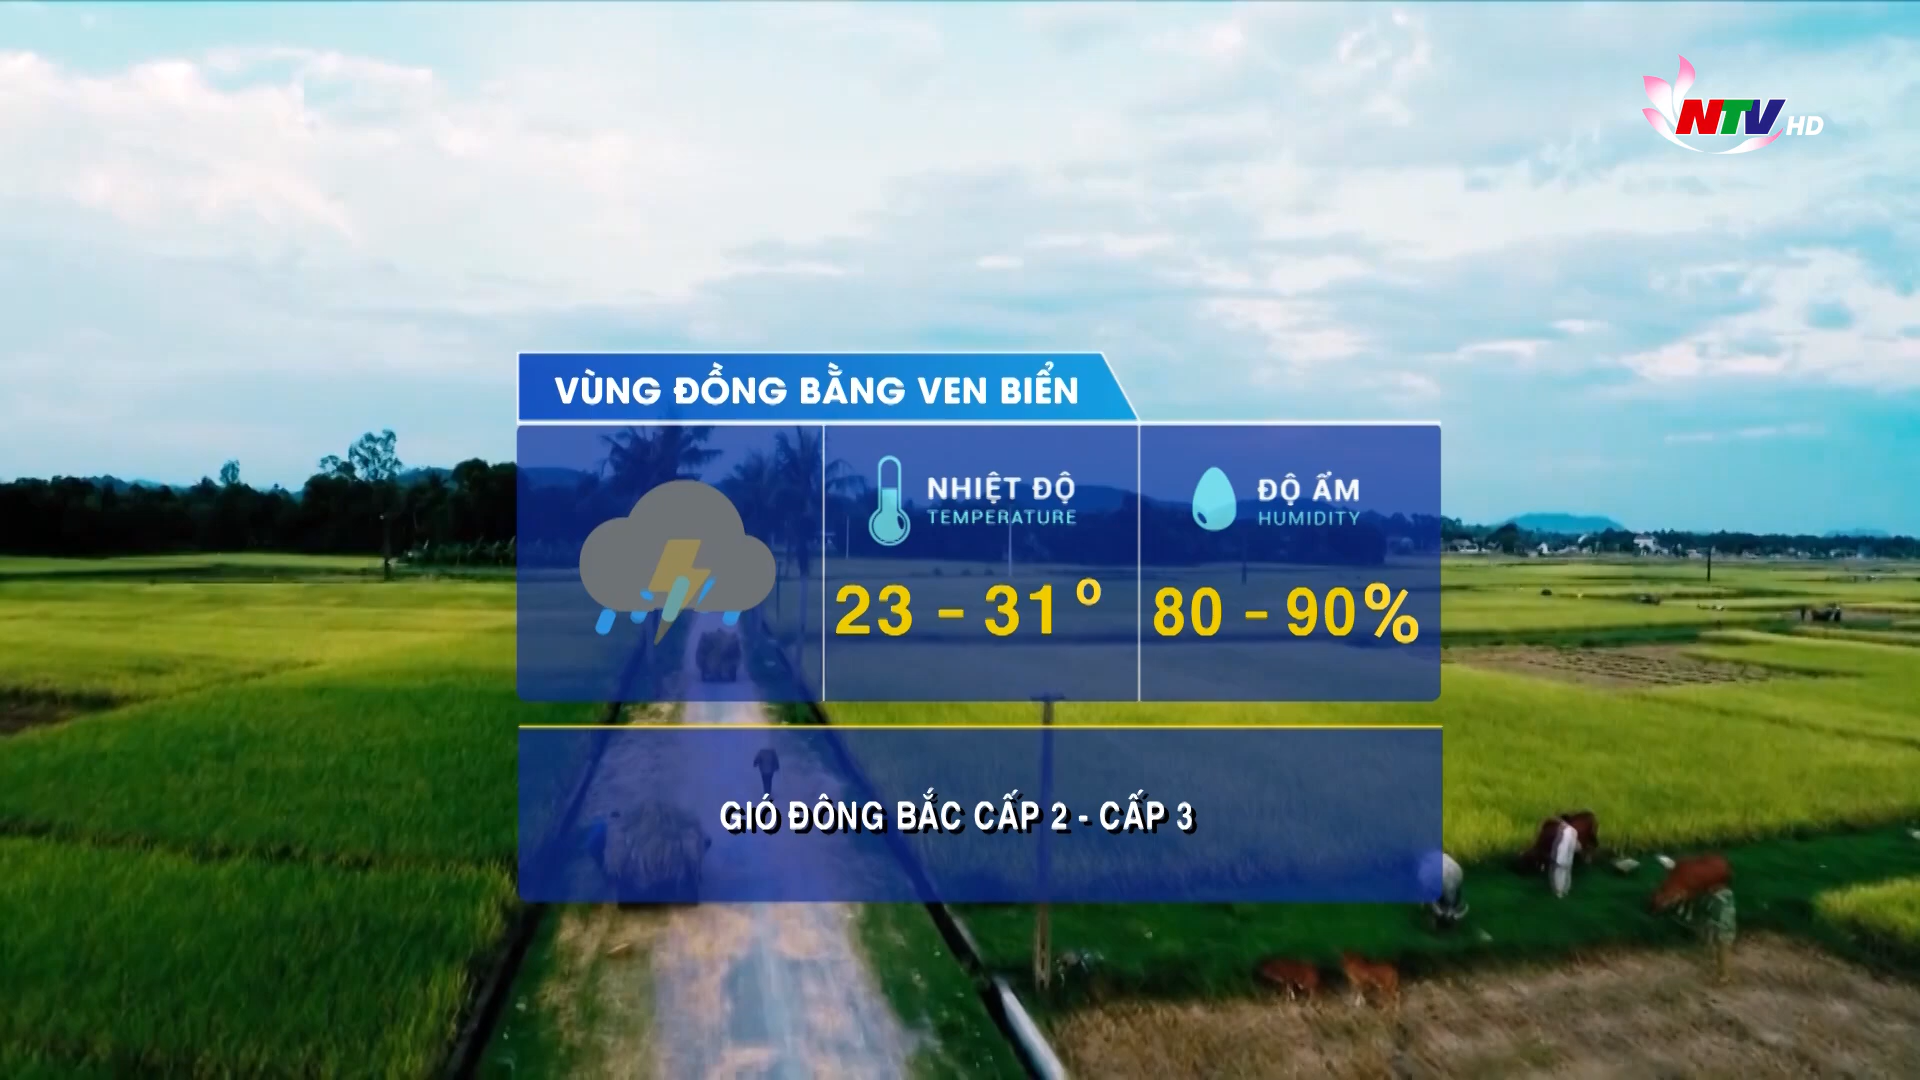 NTV HD
VÙNG ĐỒNG BẰNG VEN BIỂN
NHIỆT ĐỘ
TEMPERATURE
23 - 31°
ĐỘ ẨM
HUMIDITY
80 - 90%
GIÓ ĐÔNG BẮC CẤP 2 - CẤP 3